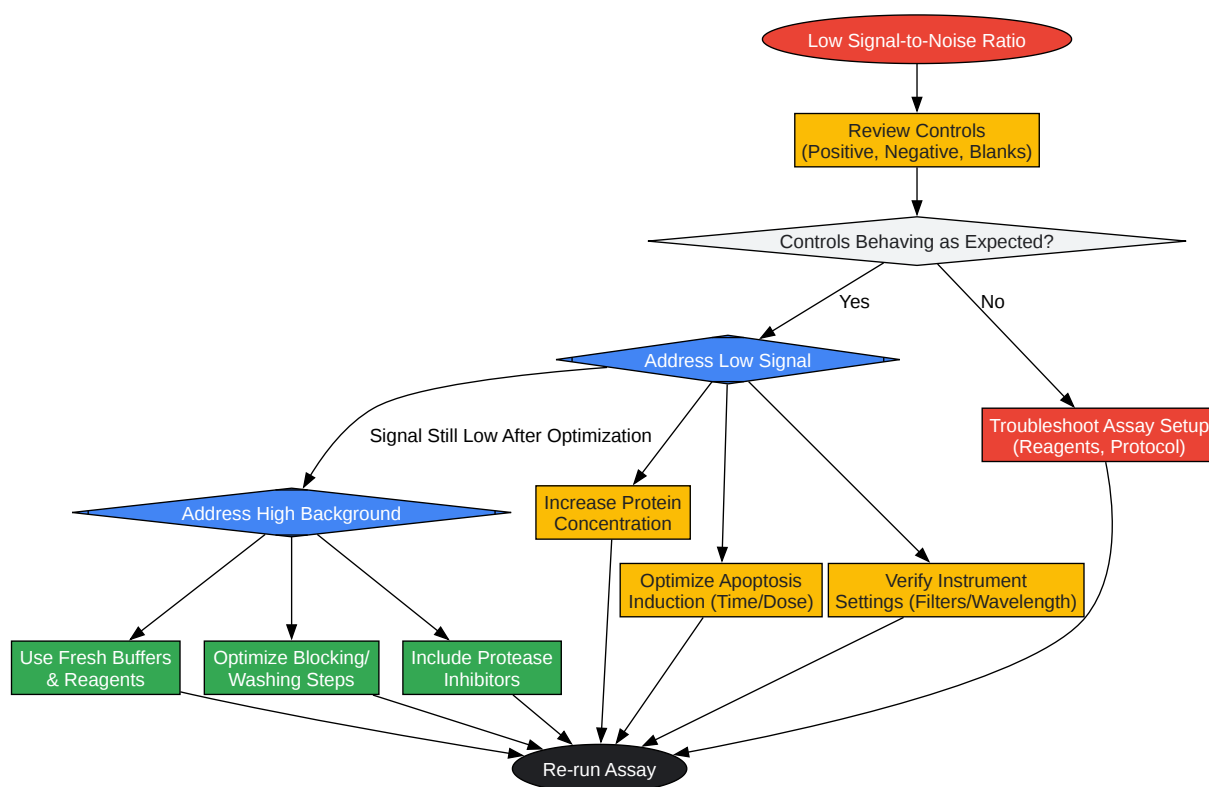 Low Signal-to-Noise Ratio
Review Controls
(Positive, Negative, Blanks)
Controls Behaving as Expected?
Yes
No
Address Low Signal
Troubleshoot Assay Setup
(Reagents, Protocol)
Signal Still Low After Optimization
Address High Background
Increase Protein
Concentration
Optimize Apoptosis
Induction (Time/Dose)
Verify Instrument
Settings (Filters/Wavelength)
Use Fresh Buffers
& Reagents
Optimize Blocking/
Washing Steps
Include Protease
Inhibitors
Re-run Assay